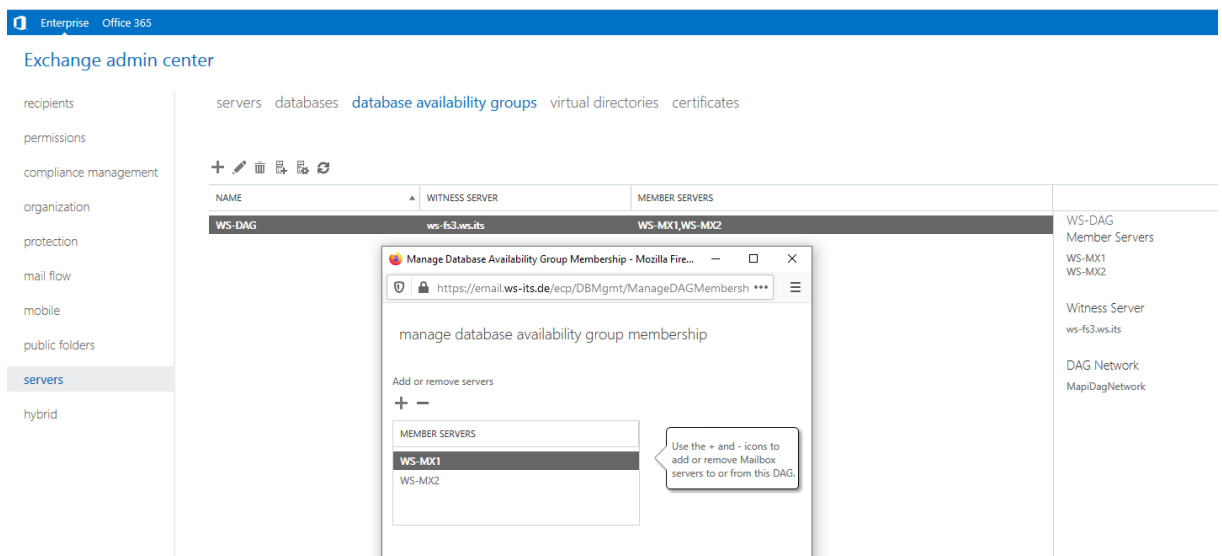 Enterprise Office 365
Exchange admin center
recipients
permissions
compliance management
organization
protection
mail flow
mobile
public folders
servers
hybrid
servers databases database availability groups virtual directories certificates
NAME WITNESS SERVER MEMBER SERVERS
WS-DAG ws-fs3.ws.its WS-MX1,WS-MX2
WS-DAG
Member Servers
WS-MX1
WS-MX2
Witness Server
ws-fs3.ws.its
DAG Network
MapiDagNetwork
Manage Database Availability Group Membership - Mozilla Fire...
https://email.ws-its.de/ecp/DBMgmt/ManageDAGMembersh
manage database availability group membership
Add or remove servers
MEMBER SERVERS
WS-MX1
WS-MX2
Use the + and - icons to
add or remove Mailbox
servers to or from this DAG.